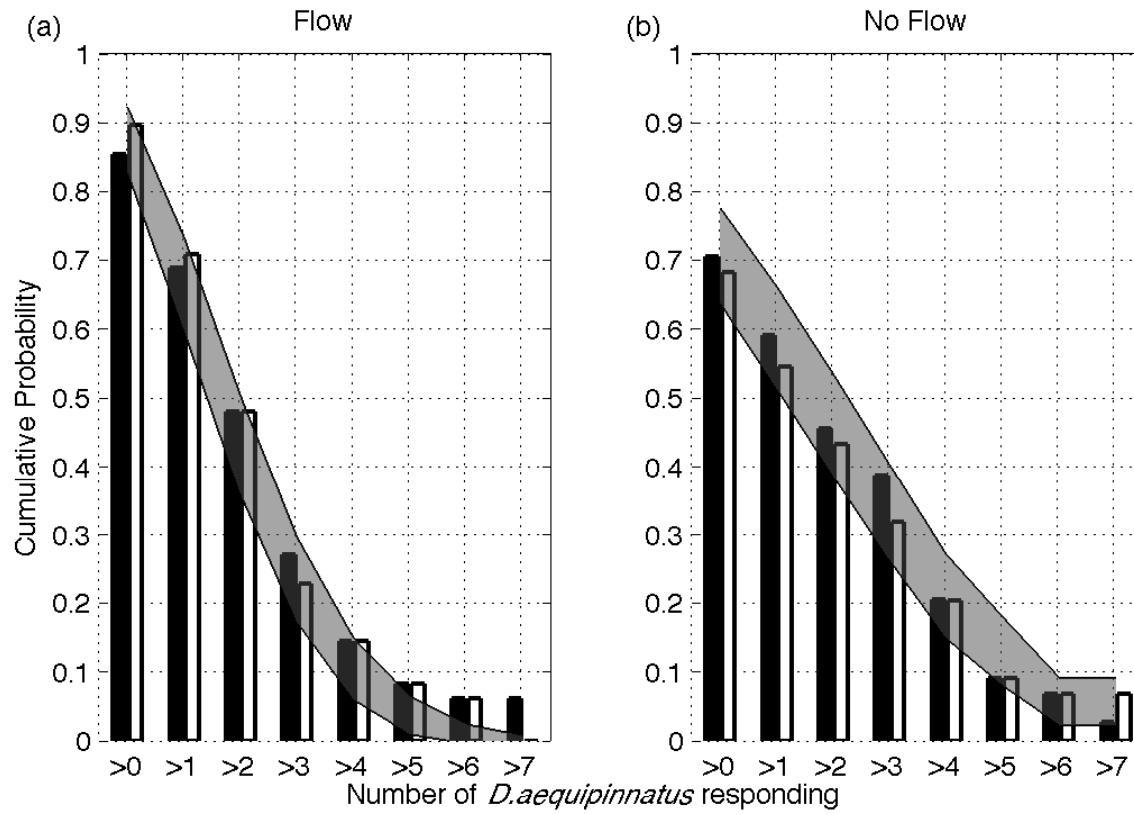 (a) Flow (b) No Flow
1 1
0.9 0.9
0.8 0.8
0.7 0.7
0.6 0.6
0.5 0.5
0.4 0.4
0.3 0.3
0.2 0.2
0.1 0.1
0 0
Cumulative Probability
>0 >1 >2 >3 >4 >5 >6 >7 >0 >1 >2 >3 >4 >5 >6 >7
Number of D.aequipinnatus responding